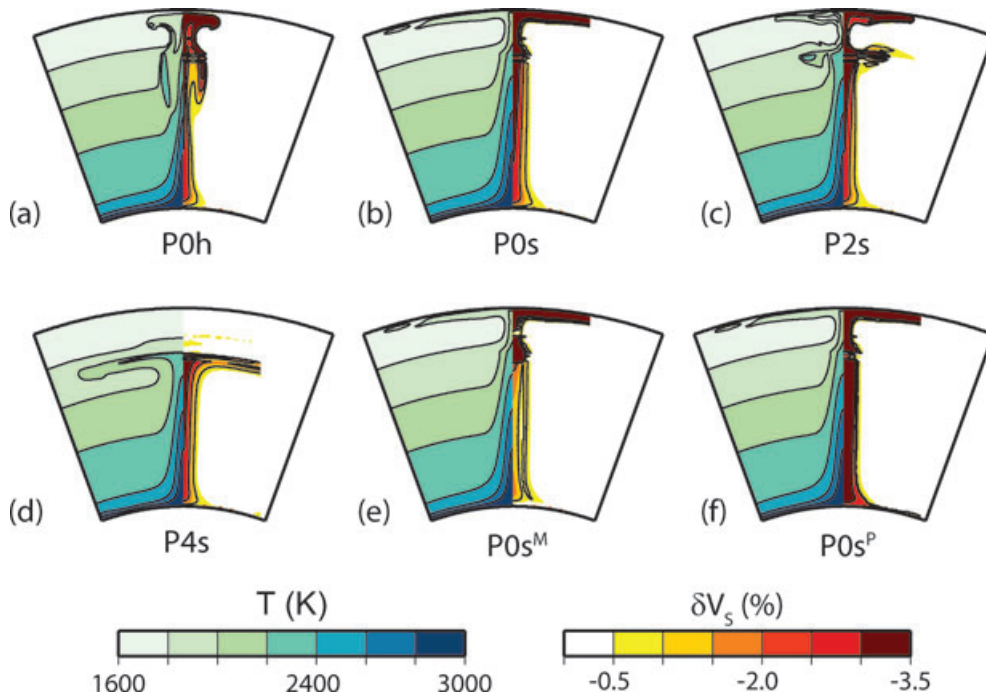 (a)
P0h
(b)
P0s
(c)
P2s
(d)
P4s
(e)
P0sᴹ
(f)
P0sᴾ
T (K)
1600 2400 3000
δVₛ (%)
-0.5 -2.0 -3.5